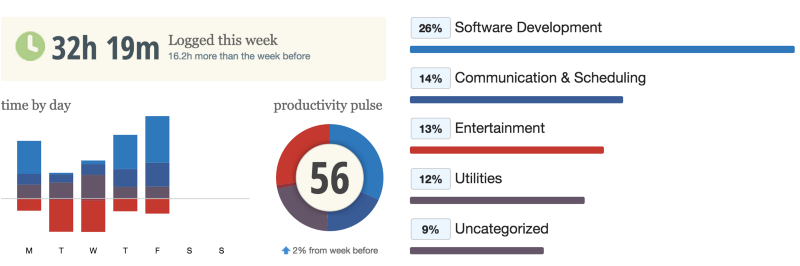 32h 19m
Logged this week
16.2h more than the week before
time by day
M T W T F S S
productivity pulse
56
2% from week before
26% Software Development
14% Communication & Scheduling
13% Entertainment
12% Utilities
9% Uncategorized